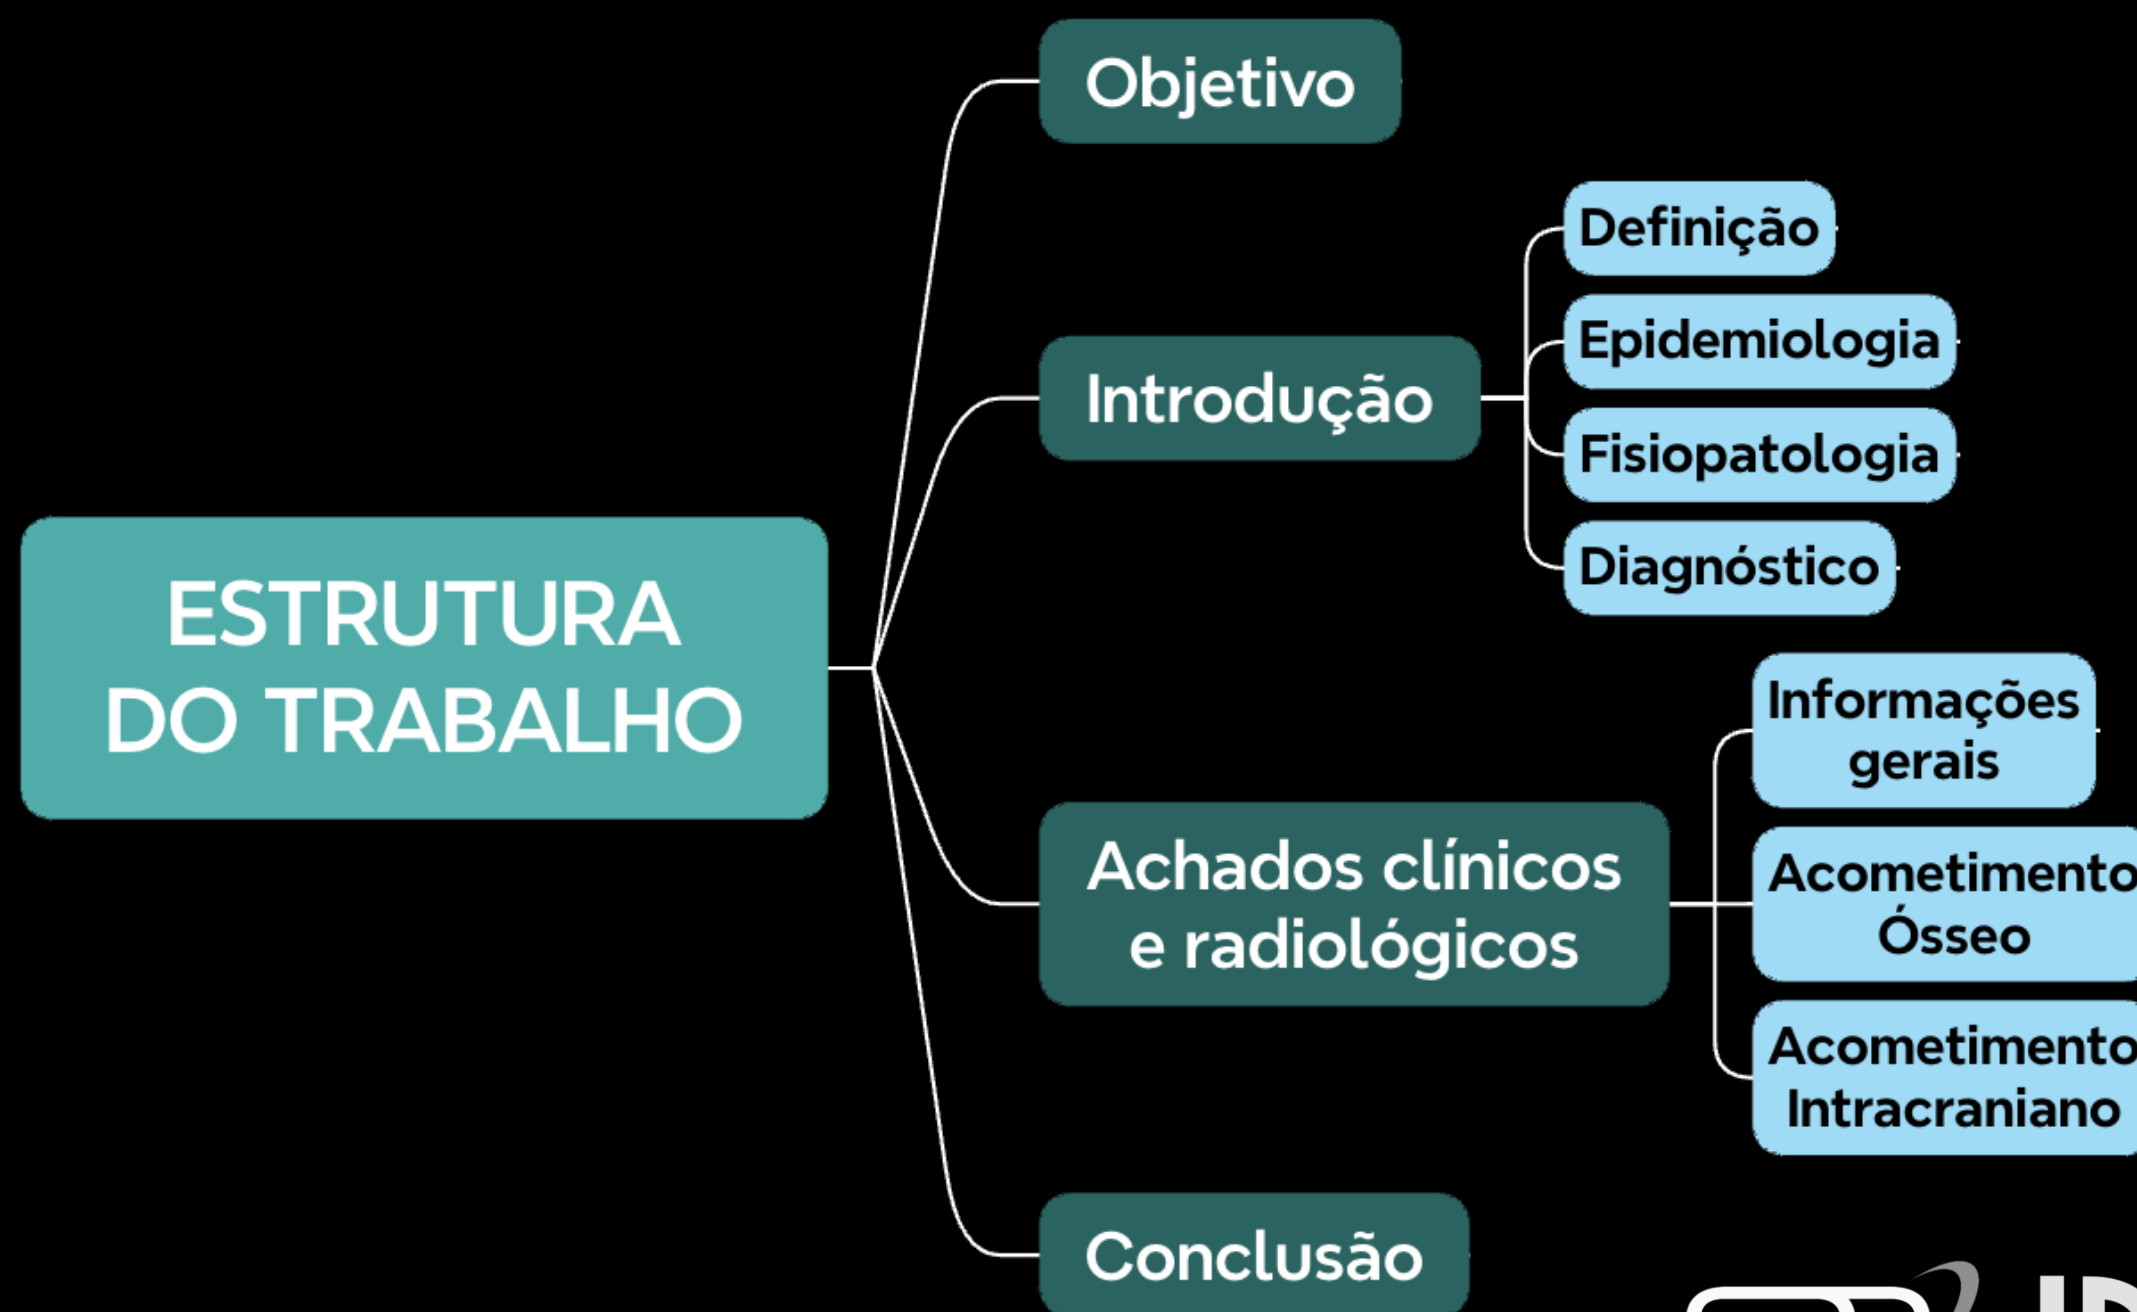 Objetivo
Definição
Epidemiologia
Introdução
Fisiopatologia
Diagnóstico
ESTRUTURA
DO TRABALHO
Informações
gerais
Achados clínicos
e radiológicos
Acometimento
Ósseo
Acometimento
Intracraniano
Conclusão